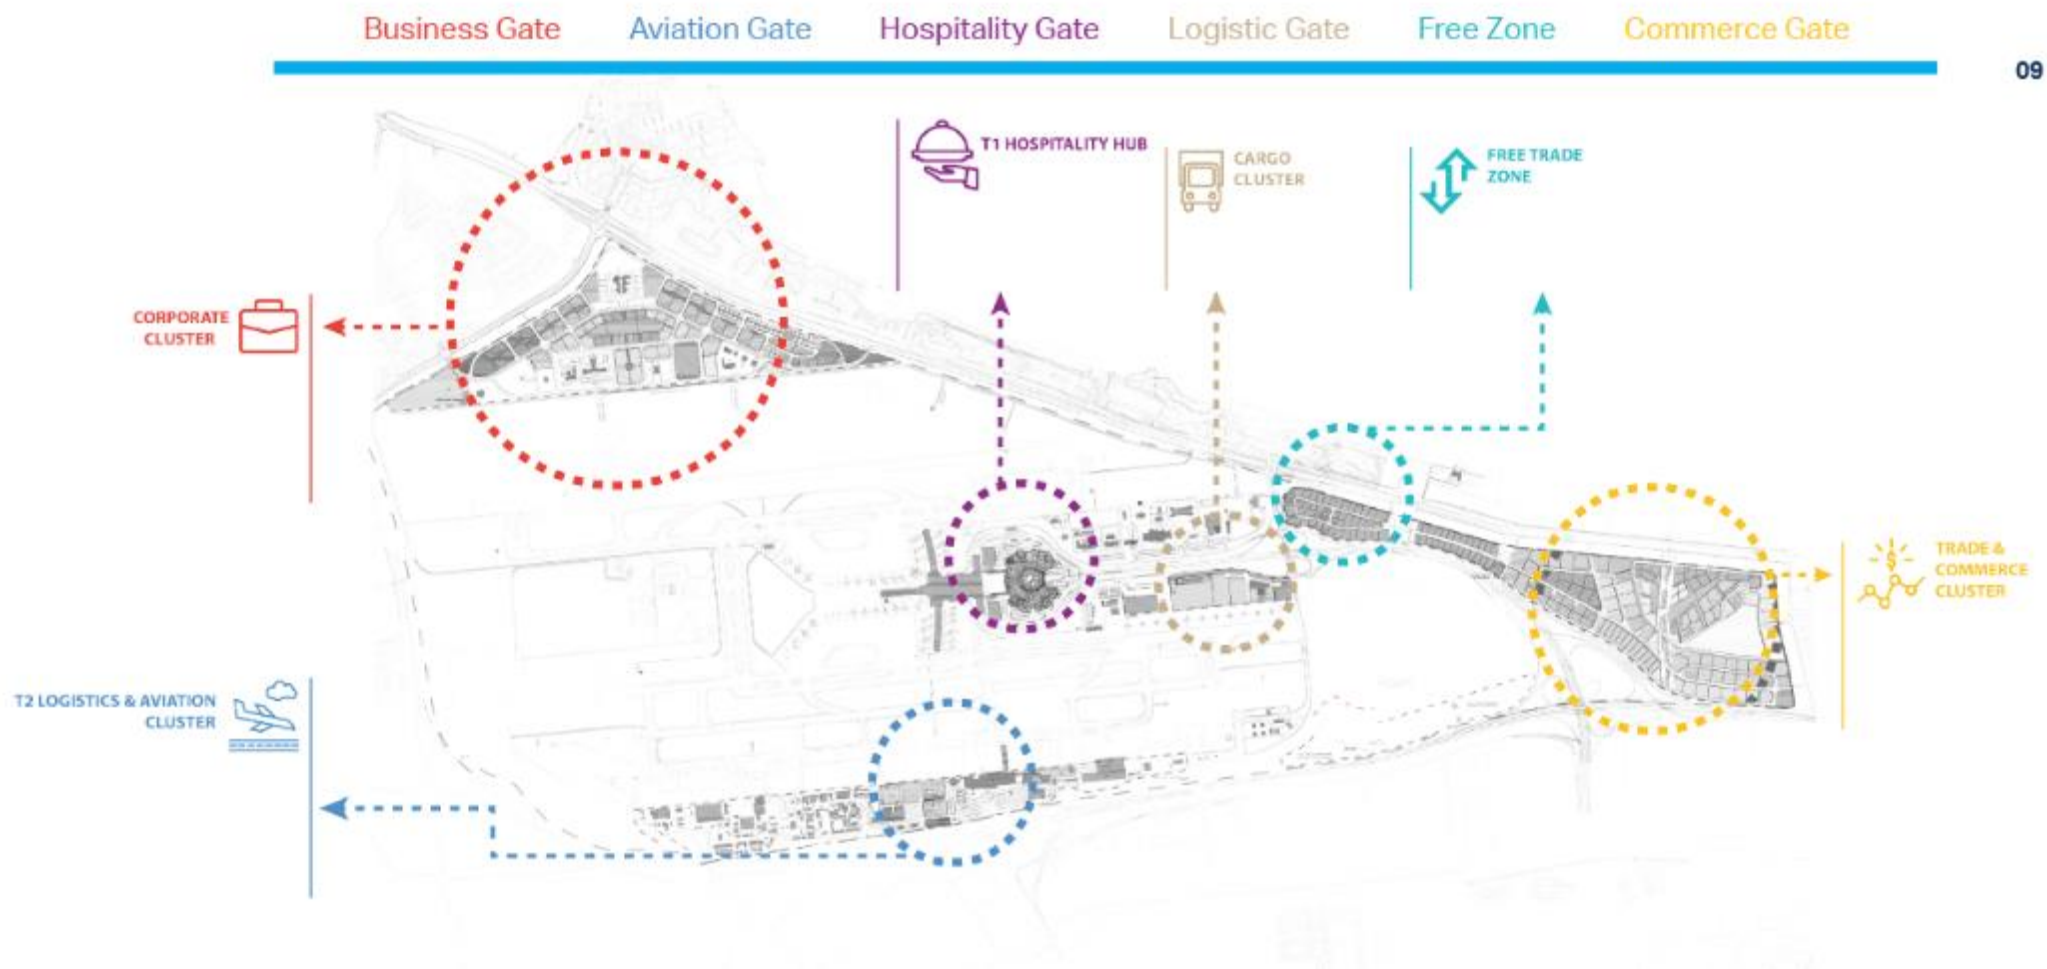 Business Gate
Aviation Gate
Hospitality Gate
Logistic Gate
Free Zone
Commerce Gate
09
T1 HOSPITALITY HUB
CARGO
CLUSTER
FREE TRADE
ZONE
CORPORATE
CLUSTER
TRADE &
COMMERCE
CLUSTER
T2 LOGISTICS & AVIATION
CLUSTER